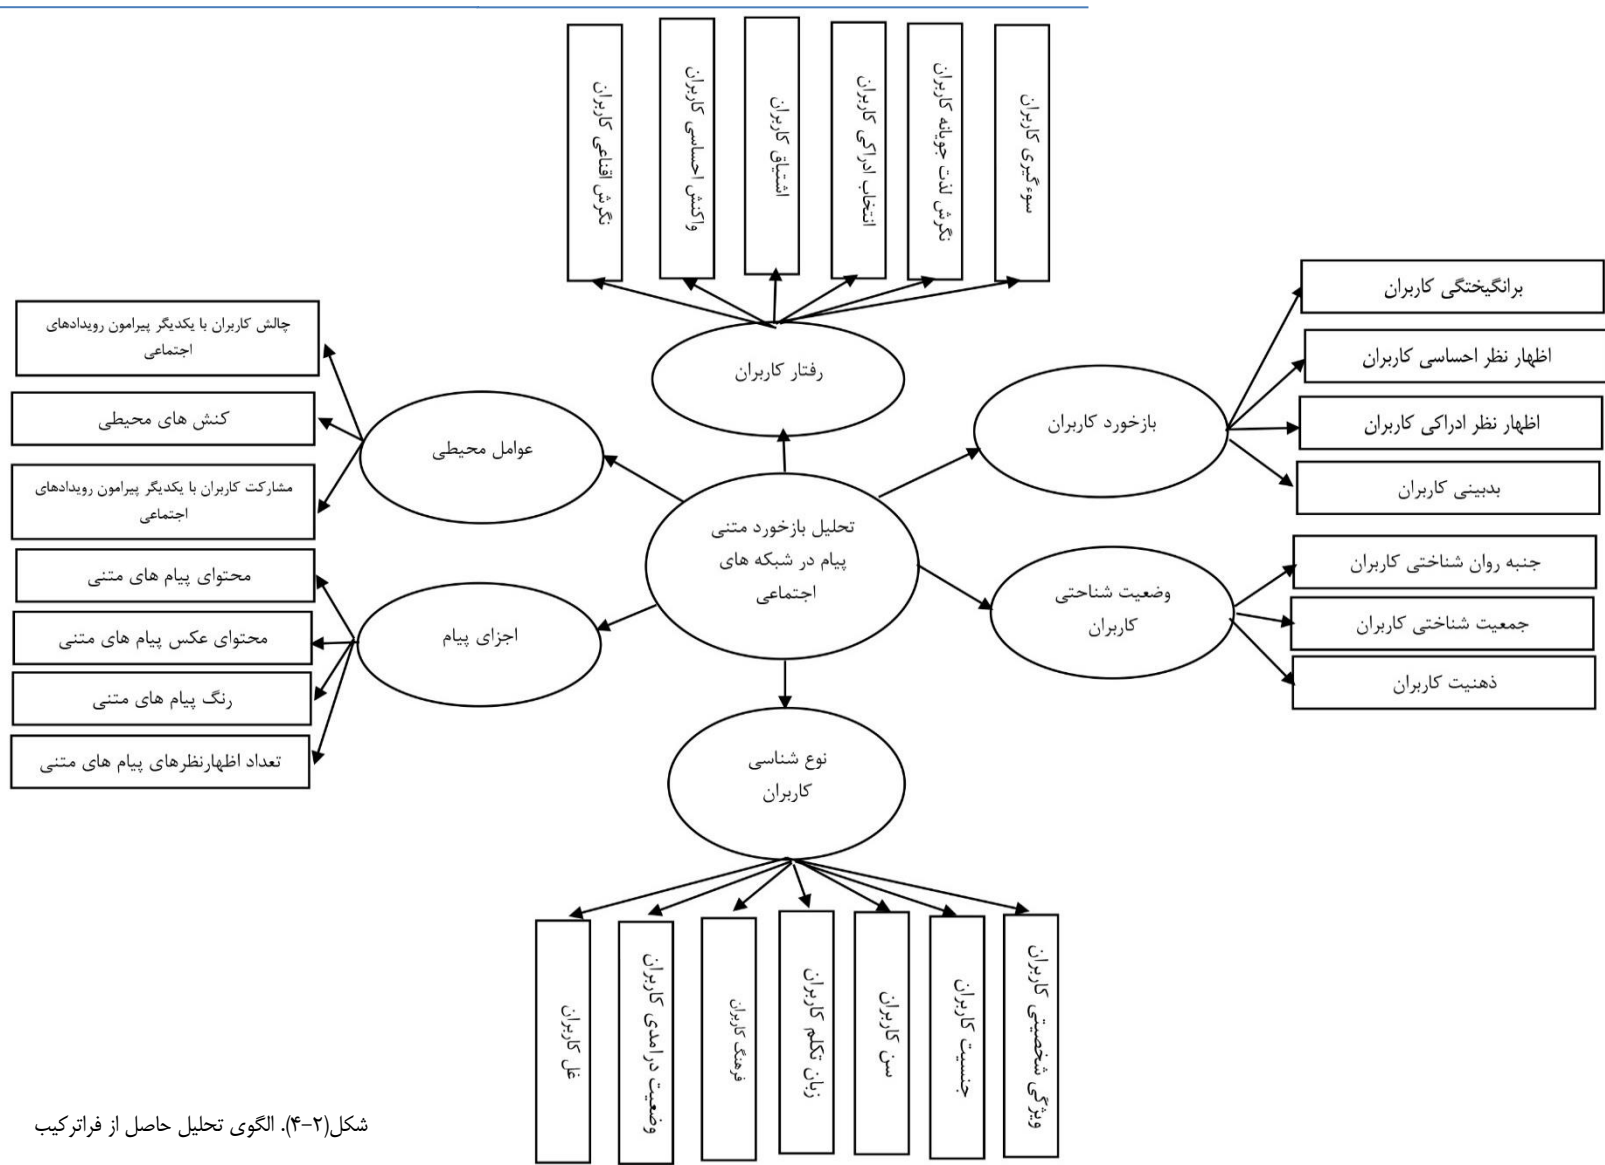 سوءگیری کاربران
نگرش لذت جویانه کاربران
انتخاب ادراکی کاربران
اشتیاق کاربران
واکنش احساسی کاربران
نگرش اقناعی کاربران
رفتار کاربران
برانگیختگی کاربران
اظهار نظر احساسی کاربران
اظهار نظر ادراکی کاربران
بدبینی کاربران
بازخورد کاربران
جنبه روان شناختی کاربران
جمعیت شناختی کاربران
ذهنیت کاربران
وضعیت شناحتی
کاربران
تحلیل بازخورد متنی
پیام در شبکه های
اجتماعی
عوامل محیطی
چالش کاربران با یکدیگر پیرامون رویدادهای
اجتماعی
کنش های محیطی
مشارکت کاربران با یکدیگر پیرامون رویدادهای
اجتماعی
اجزای پیام
محتوای پیام های متنی
محتوای عکس پیام های متنی
رنگ پیام های متنی
تعداد اظهارنظرهای پیام های متنی
نوع شناسی
کاربران
ویژگی شخصیتی کاربران
جنسیت کاربران
سن کاربران
زبان تکلم کاربران
فرهنگ کاربران
وضعیت درامدی کاربران
غل کاربران
شکل(۲-۴). الگوی تحلیل حاصل از فراترکیب